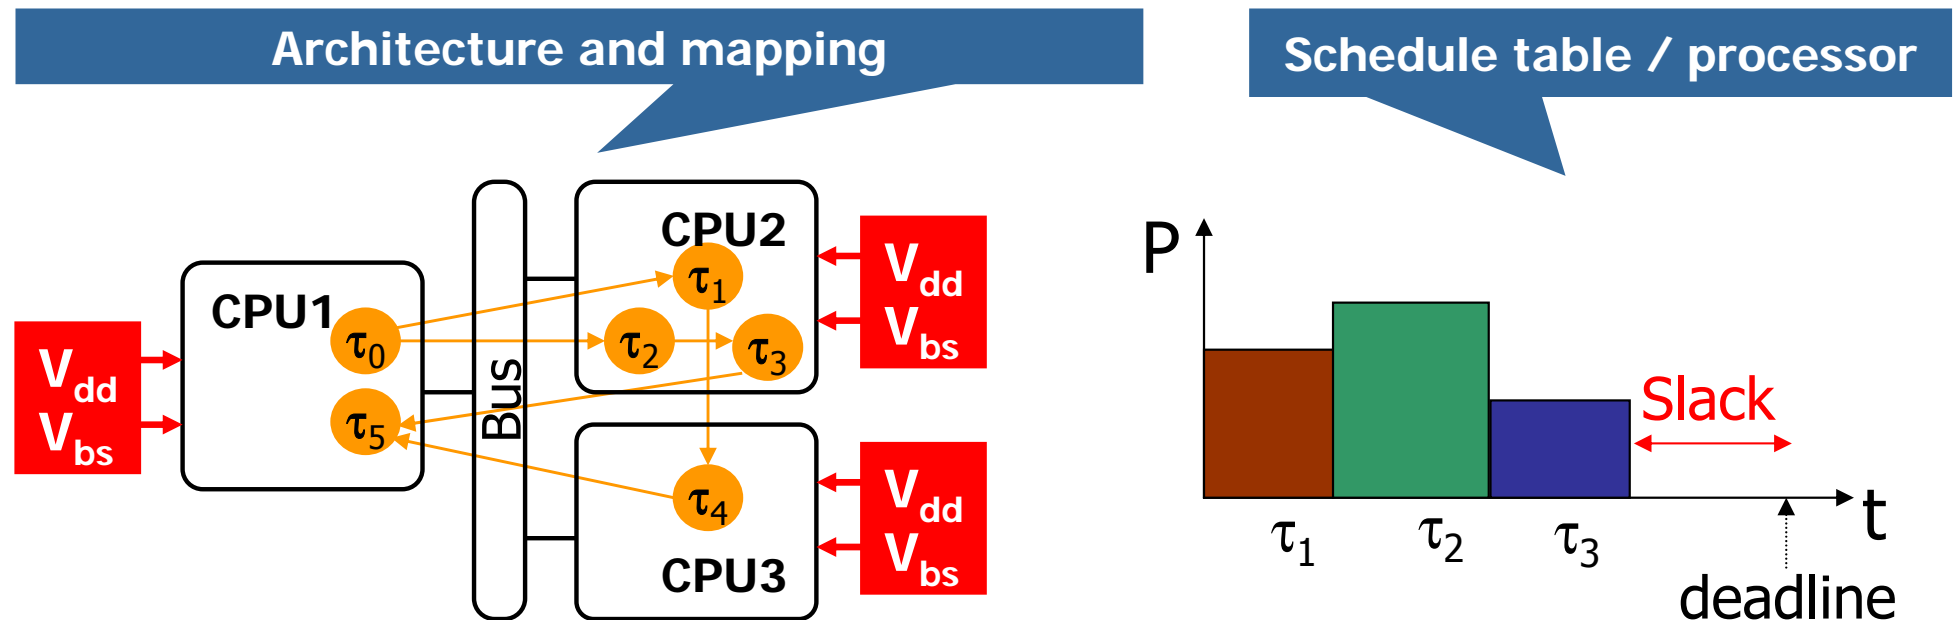 Architecture and mapping
Schedule table / processor
CPU1
τ0
τ5
Vdd
Vbs
Bus
CPU2
τ1
τ2
τ3
Vdd
Vbs
τ4
CPU3
Vdd
Vbs
P
Slack
t
τ1
τ2
τ3
deadline